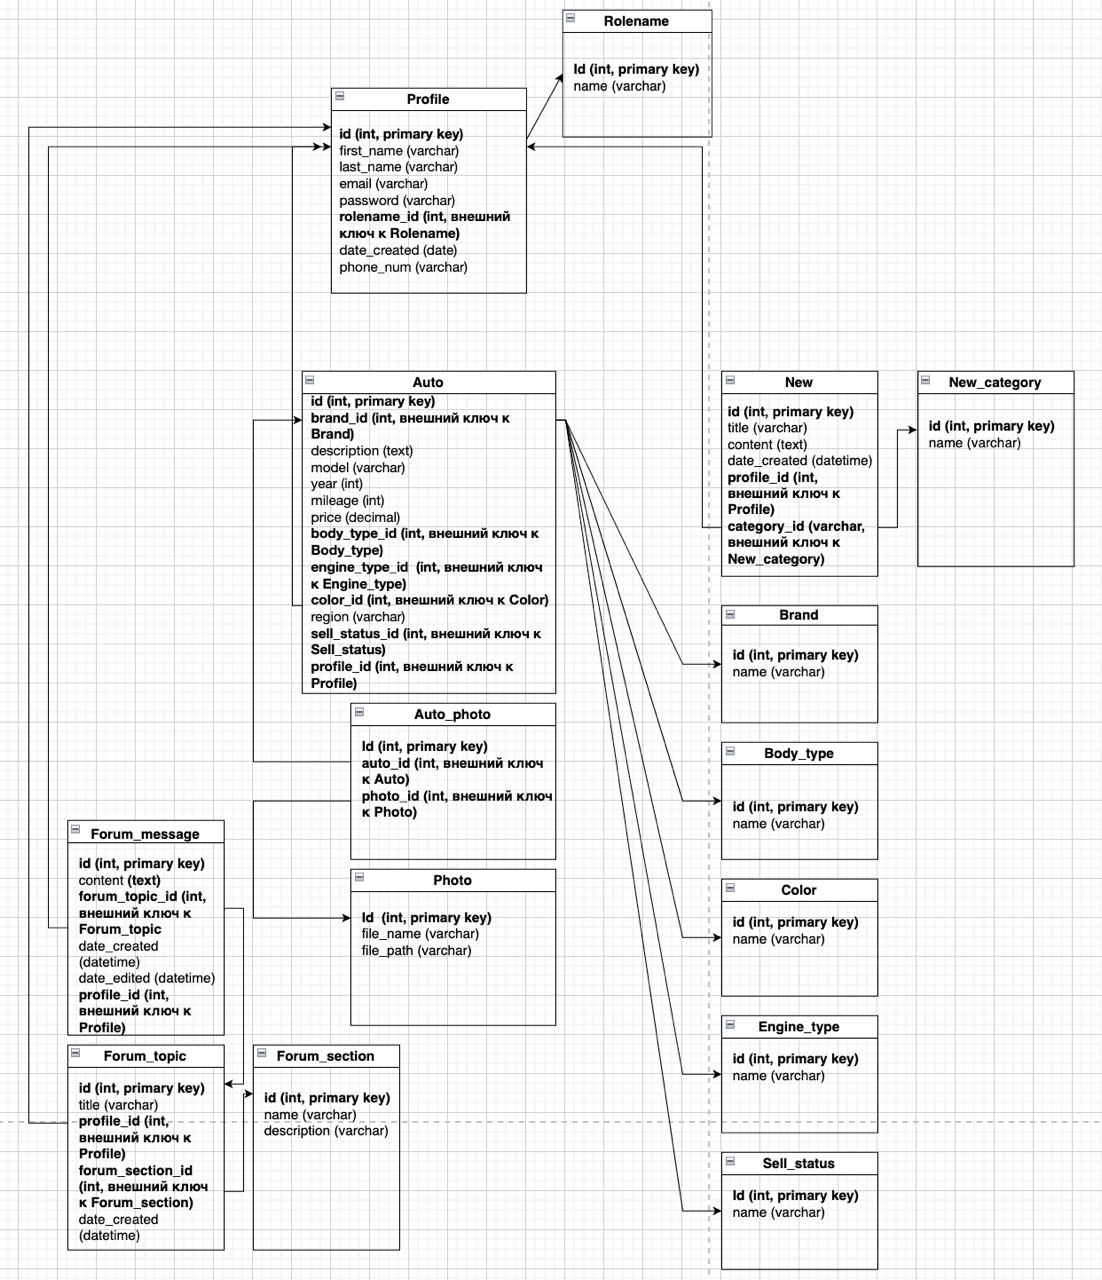 Rolename
Id (int, primary key)
name (varchar)
Profile
id (int, primary key)
first_name (varchar)
last_name (varchar)
email (varchar)
password (varchar)
rolename_id (int, внешний
ключ к Rolename)
date_created (date)
phone_num (varchar)
Auto
id (int, primary key)
brand_id (int, внешний ключ к
Brand)
description (text)
model (varchar)
year (int)
mileage (int)
price (decimal)
body_type_id (int, внешний ключ к
Body_type)
engine_type_id (int, внешний ключ
к Engine_type)
color_id (int, внешний ключ к Color)
region (varchar)
sell_status_id (int, внешний ключ к
Sell_status)
profile_id (int, внешний ключ к
Profile)
New
id (int, primary key)
title (varchar)
content (text)
date_created (datetime)
profile_id (int,
внешний ключ к
Profile)
category_id (varchar,
внешний ключ к
New_category)
New_category
id (int, primary key)
name (varchar)
Brand
id (int, primary key)
name (varchar)
Auto_photo
Id (int, primary key)
auto_id (int, внешний ключ
к Auto)
photo_id (int, внешний ключ
к Photo)
Body_type
id (int, primary key)
name (varchar)
Forum_message
id (int, primary key)
content (text)
forum_topic_id (int,
внешний ключ к
Forum_topic
date_created
(datetime)
date_edited (datetime)
profile_id (int,
внешний ключ к
Profile)
Photo
Id (int, primary key)
file_name (varchar)
file_path (varchar)
Color
id (int, primary key)
name (varchar)
Engine_type
id (int, primary key)
name (varchar)
Forum_topic
id (int, primary key)
title (varchar)
profile_id (int,
внешний ключ к
Profile)
forum_section_id
(int, внешний ключ
к Forum_section)
date_created
(datetime)
Forum_section
id (int, primary key)
name (varchar)
description (varchar)
Sell_status
Id (int, primary key)
name (varchar)